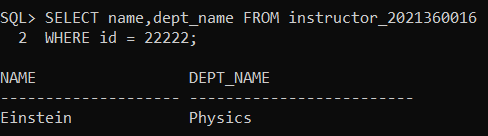 SQL> SELECT name,dept_name FROM instructor_2021360016
  2  WHERE id = 22222;
NAME                 DEPT_NAME
-------------------- -------------------------
Einstein             Physics